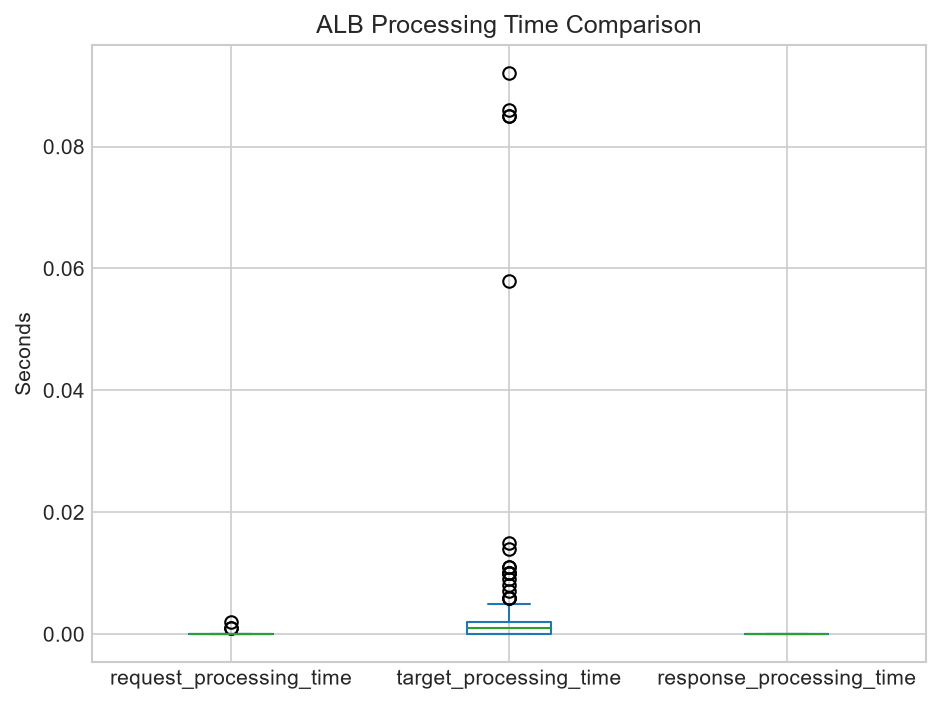 ALB Processing Time Comparison
Seconds
0.08
0.06
0.04
0.02
0.00
request_processing_time
target_processing_time
response_processing_time